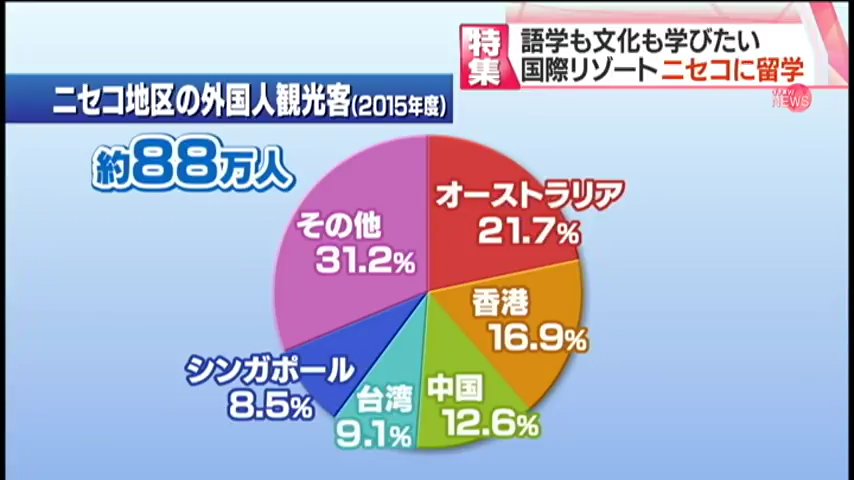 特集
語学も文化も学びたい
国際リゾート ニセコに留学
NEWS
ニセコ地区の外国人観光客(2015年度)
約88万人
オーストラリア
21.7%
香港
16.9%
中国
12.6%
台湾
9.1%
シンガポール
8.5%
その他
31.2%